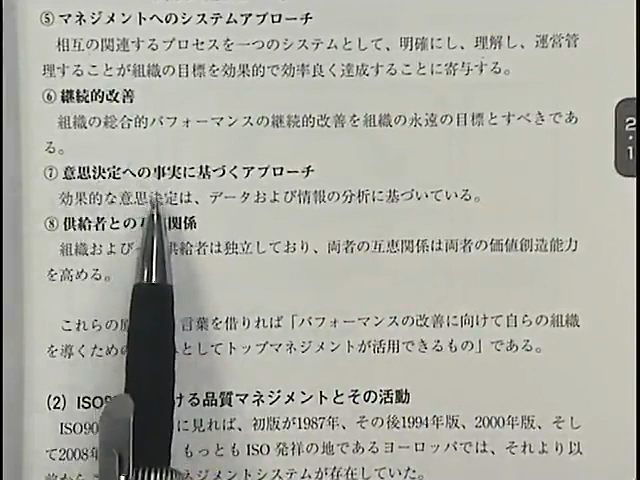 ⑤ マネジメントへのシステムアプローチ
相互の関連するプロセスを一つのシステムとして、明確にし、理解し、運営管
理することが組織の目標を効果的で効率良く達成することに寄与する。
⑥ 継続的改善
組織の総合的パフォーマンスの継続的改善を組織の永遠の目標とすべきであ
る。
⑦ 意思決定への事実に基づくアプローチ
効果的な意思決定は、データおよび情報の分析に基づいている。
⑧ 供給者との 関係
組織および 供給者は独立しており、両者の互恵関係は両者の価値創造能力
を高める。
これらの 言葉を借りれば「パフォーマンスの改善に向けて自らの組織
を導くための としてトップマネジメントが活用できるもの」である。
(2) ISO ける品質マネジメントとその活動
ISO90 に見れば、初版が1987年、その後1994年版、2000年版、そし
て2008年 もっとも ISO 発祥の地であるヨーロッパでは、それより以
ジメントシステムが存在していた。
2・1